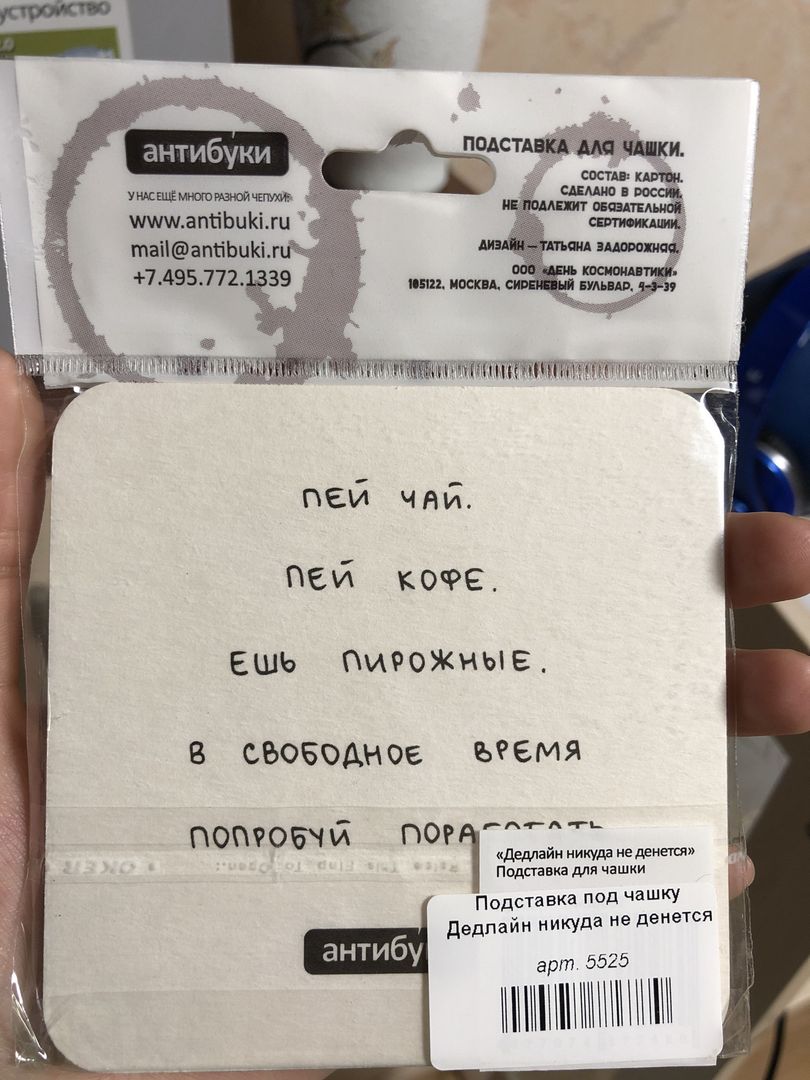 устройство
антибуки
У НАС ЕЩЁ МНОГО РАЗНОЙ ЧЕПУХИ:
www.antibuki.ru
mail@antibuki.ru
+7.495.772.1339
ПОДСТАВКА ДЛЯ ЧАШКИ.
СОСТАВ: КАРТОН.
СДЕЛАНО В РОССИИ.
НЕ ПОДЛЕЖИТ ОБЯЗАТЕЛЬНОЙ
СЕРТИФИКАЦИИ.
ДИЗАЙН — ТАТЬЯНА ЗАДОРОЖНАЯ.
ООО «ДЕНЬ КОСМОНАВТИКИ»
105122, МОСКВА, СИРЕНЕВЫЙ БУЛЬВАР, 4-3-39
ПЕЙ ЧАЙ.
ПЕЙ КОФЕ.
ЕШЬ ПИРОЖНЫЕ.
В СВОБОДНОЕ ВРЕМЯ
ПОПРОБУЙ ПОРАБОТАТЬ
«Дедлайн никуда не денется»
Подставка для чашки
антибу
Подставка под чашку
Дедлайн никуда не денется
арт. 5525